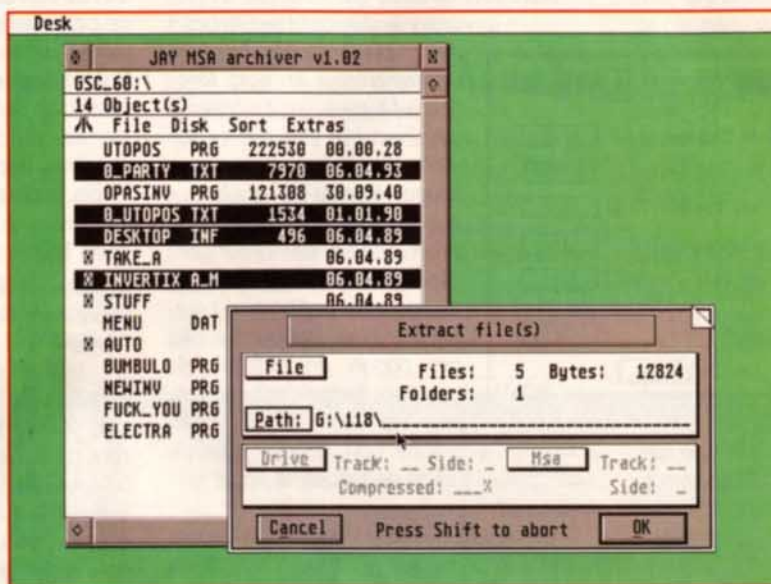 Desk
JAY MSA archiver v1.02
GSC_60:\
14 Object(s)
File Disk Sort Extras
UTOPOS PRG 222530 00.00.28
0_PARTY TXT 7970 06.04.93
OPASINV PRG 121308 30.09.40
0_UTOPOS TXT 1534 01.01.90
DESKTOP INF 496 06.04.89
TAKE_A 06.04.89
INVERTIX A_M 06.04.89
STUFF 06.04.89
MENU DAT
AUTO
BUMBULO PRG
NEWINV PRG
FUCK_YOU PRG
ELECTRA PRG
Extract file(s)
File Files: 5 Bytes: 12824
Folders: 1
Path: G:\118\
Drive Track: __ Side: _ Msa Track: __
Compressed: ___% Side: _
Cancel Press Shift to abort OK